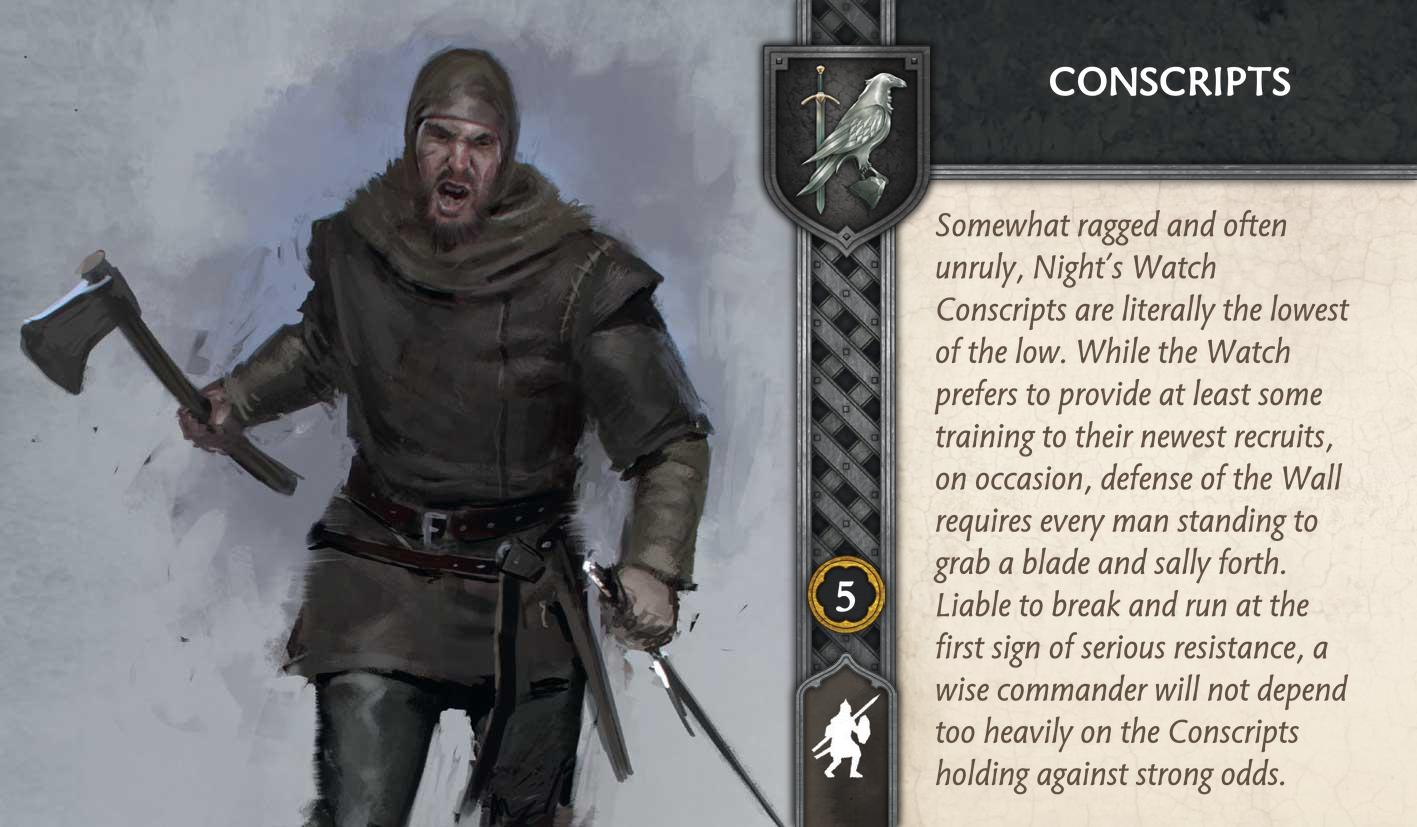 CONSCRIPTS
Somewhat ragged and often
unruly, Night's Watch
Conscripts are literally the lowest
of the low. While the Watch
prefers to provide at least some
training to their newest recruits,
on occasion, defense of the Wall
requires every man standing to
grab a blade and sally forth.
Liable to break and run at the
first sign of serious resistance, a
wise commander will not depend
too heavily on the Conscripts
holding against strong odds.
5